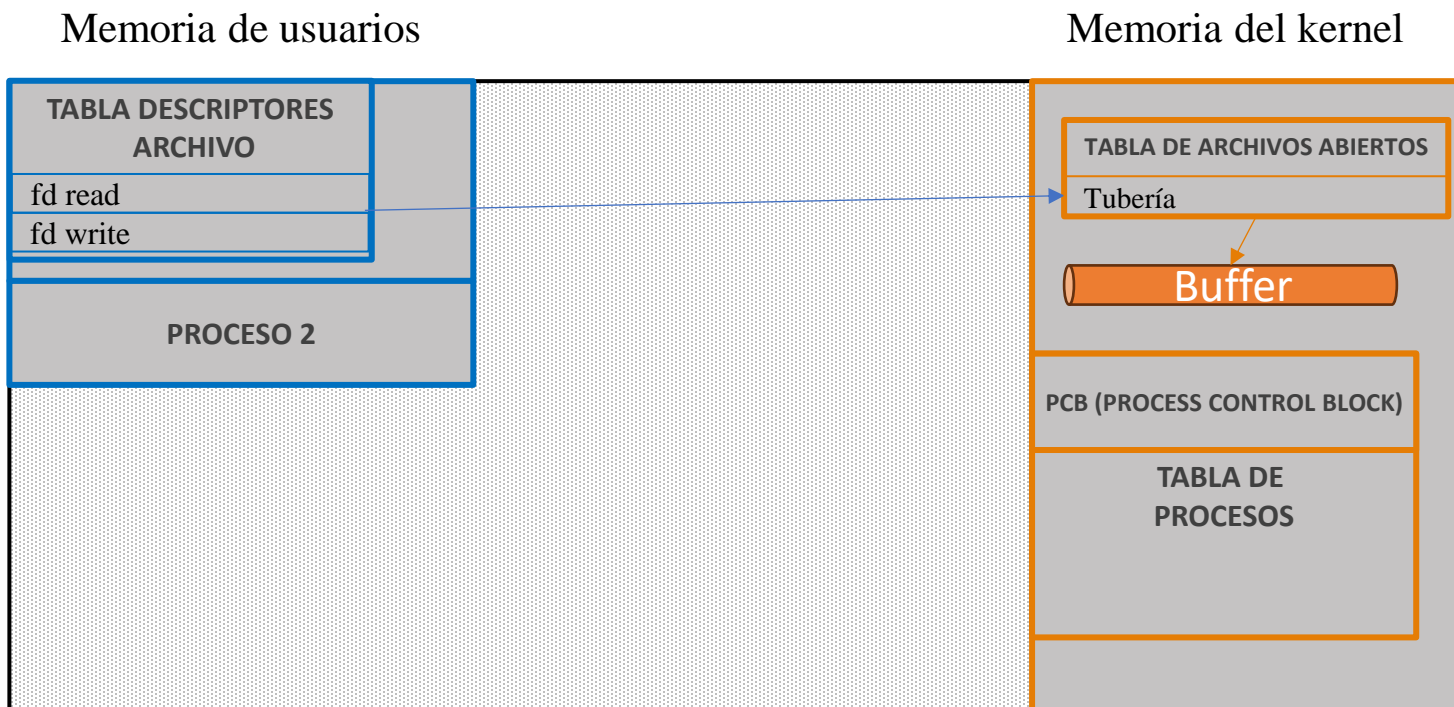 Memoria de usuarios
Memoria del kernel
TABLA DESCRIPTORES
ARCHIVO
fd read
fd write
PROCESO 2
TABLA DE ARCHIVOS ABIERTOS
Tubería
Buffer
PCB (PROCESS CONTROL BLOCK)
TABLA DE
PROCESOS